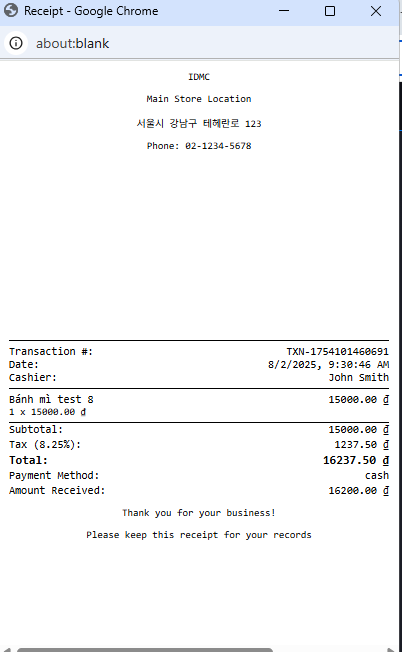 Receipt - Google Chrome
about:blank
IDMC
Main Store Location
서울시 강남구 테헤란로 123
Phone: 02-1234-5678
Transaction #: TXN-1754101460691
Date: 8/2/2025, 9:30:46 AM
Cashier: John Smith
Bánh mì test 8 15000.00 ₫
1 x 15000.00 ₫
Subtotal: 15000.00 ₫
Tax (8.25%): 1237.50 ₫
Total: 16237.50 ₫
Payment Method: cash
Amount Received: 16200.00 ₫
Thank you for your business!
Please keep this receipt for your records